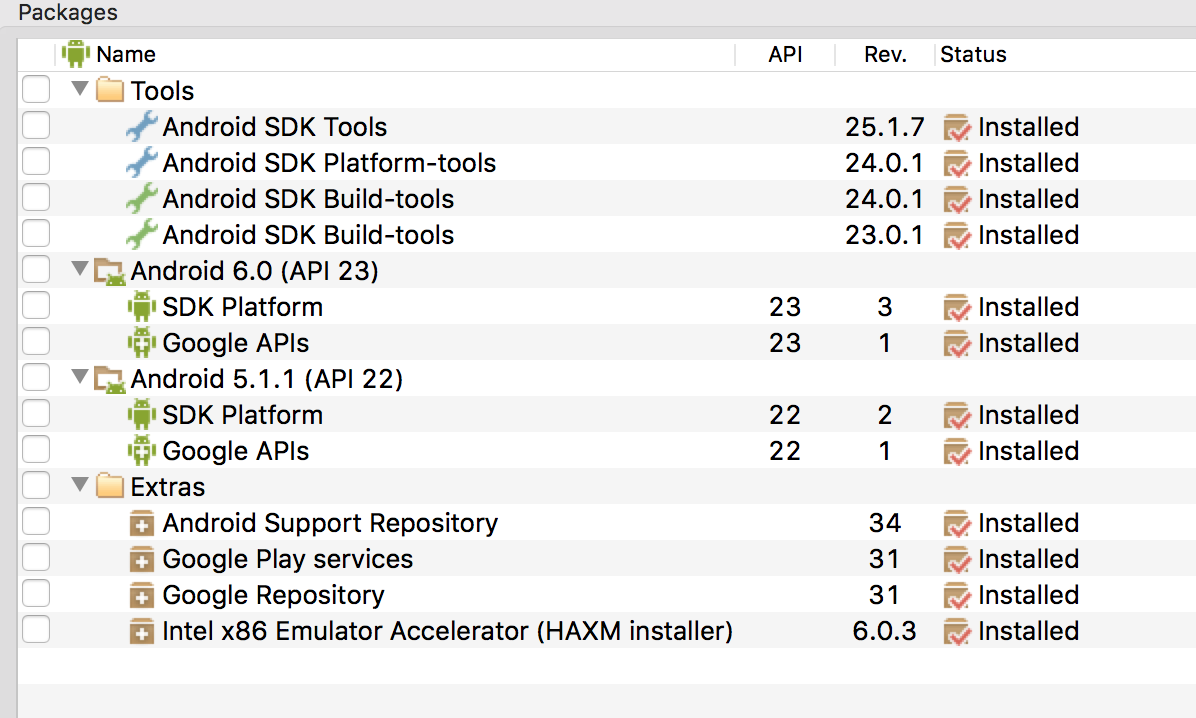 Packages
Name API Rev. Status
Tools
Android SDK Tools 25.1.7 Installed
Android SDK Platform-tools 24.0.1 Installed
Android SDK Build-tools 24.0.1 Installed
Android SDK Build-tools 23.0.1 Installed
Android 6.0 (API 23)
SDK Platform 23 3 Installed
Google APIs 23 1 Installed
Android 5.1.1 (API 22)
SDK Platform 22 2 Installed
Google APIs 22 1 Installed
Extras
Android Support Repository 34 Installed
Google Play services 31 Installed
Google Repository 31 Installed
Intel x86 Emulator Accelerator (HAXM installer) 6.0.3 Installed